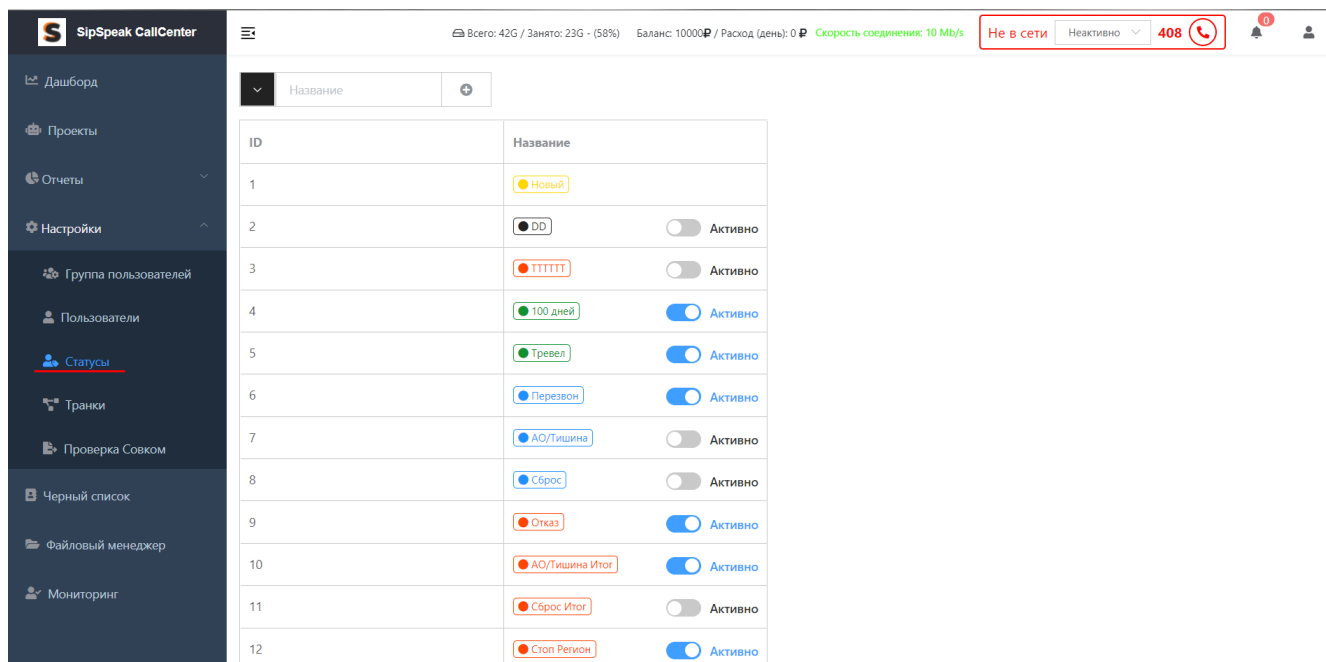 SipSpeak CallCenter
Всего: 42G / Занято: 23G - (58%) Баланс: 10000₽ / Расход (день): 0 ₽ Скорость соединения: 10 Mb/s Не в сети Неактивно 408 0
Дашборд
Проекты
Отчеты
Настройки
Группа пользователей
Пользователи
Статусы
Транки
Проверка Совком
Черный список
Файловый менеджер
Мониторинг
Название
ID Название
1 Новый
2 DD Активно
3 TTTTTT Активно
4 100 дней Активно
5 Тревел Активно
6 Перезвон Активно
7 АО/Тишина Активно
8 Сброс Активно
9 Отказ Активно
10 АО/Тишина Итог Активно
11 Сброс Итог Активно
12 Стоп Регион Активно